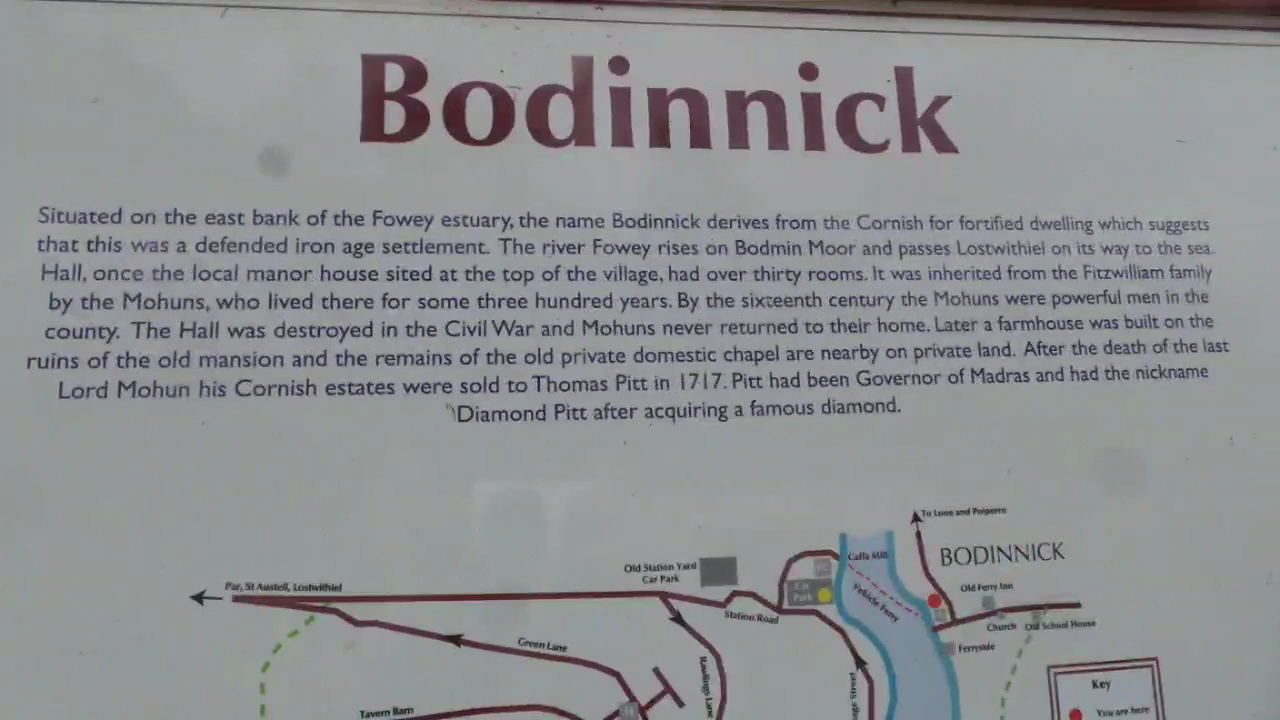 Bodinnick
Situated on the east bank of the Fowey estuary, the name Bodinnick derives from the Cornish for fortified dwelling which suggests
that this was a defended iron age settlement. The river Fowey rises on Bodmin Moor and passes Lostwithiel on its way to the sea.
Hall, once the local manor house sited at the top of the village, had over thirty rooms. It was inherited from the Fitzwilliam family
by the Mohuns, who lived there for some three hundred years. By the sixteenth century the Mohuns were powerful men in the
county. The Hall was destroyed in the Civil War and Mohuns never returned to their home. Later a farmhouse was built on the
ruins of the old mansion and the remains of the old private domestic chapel are nearby on private land. After the death of the last
Lord Mohun his Cornish estates were sold to Thomas Pitt in 1717. Pitt had been Governor of Madras and had the nickname
'Diamond Pitt after acquiring a famous diamond.
To Looe and Polperro
BODINNICK
Caffa Mill
Old Station Yard
Car Park
Par, St Austell, Lostwithiel
Car
Park
Vehicle Ferry
Old Ferry Inn
Station Road
Church
Old School House
Green Lane
Ferryside
Rawlings Lane
Street
Key
Tavern Barn
You are here